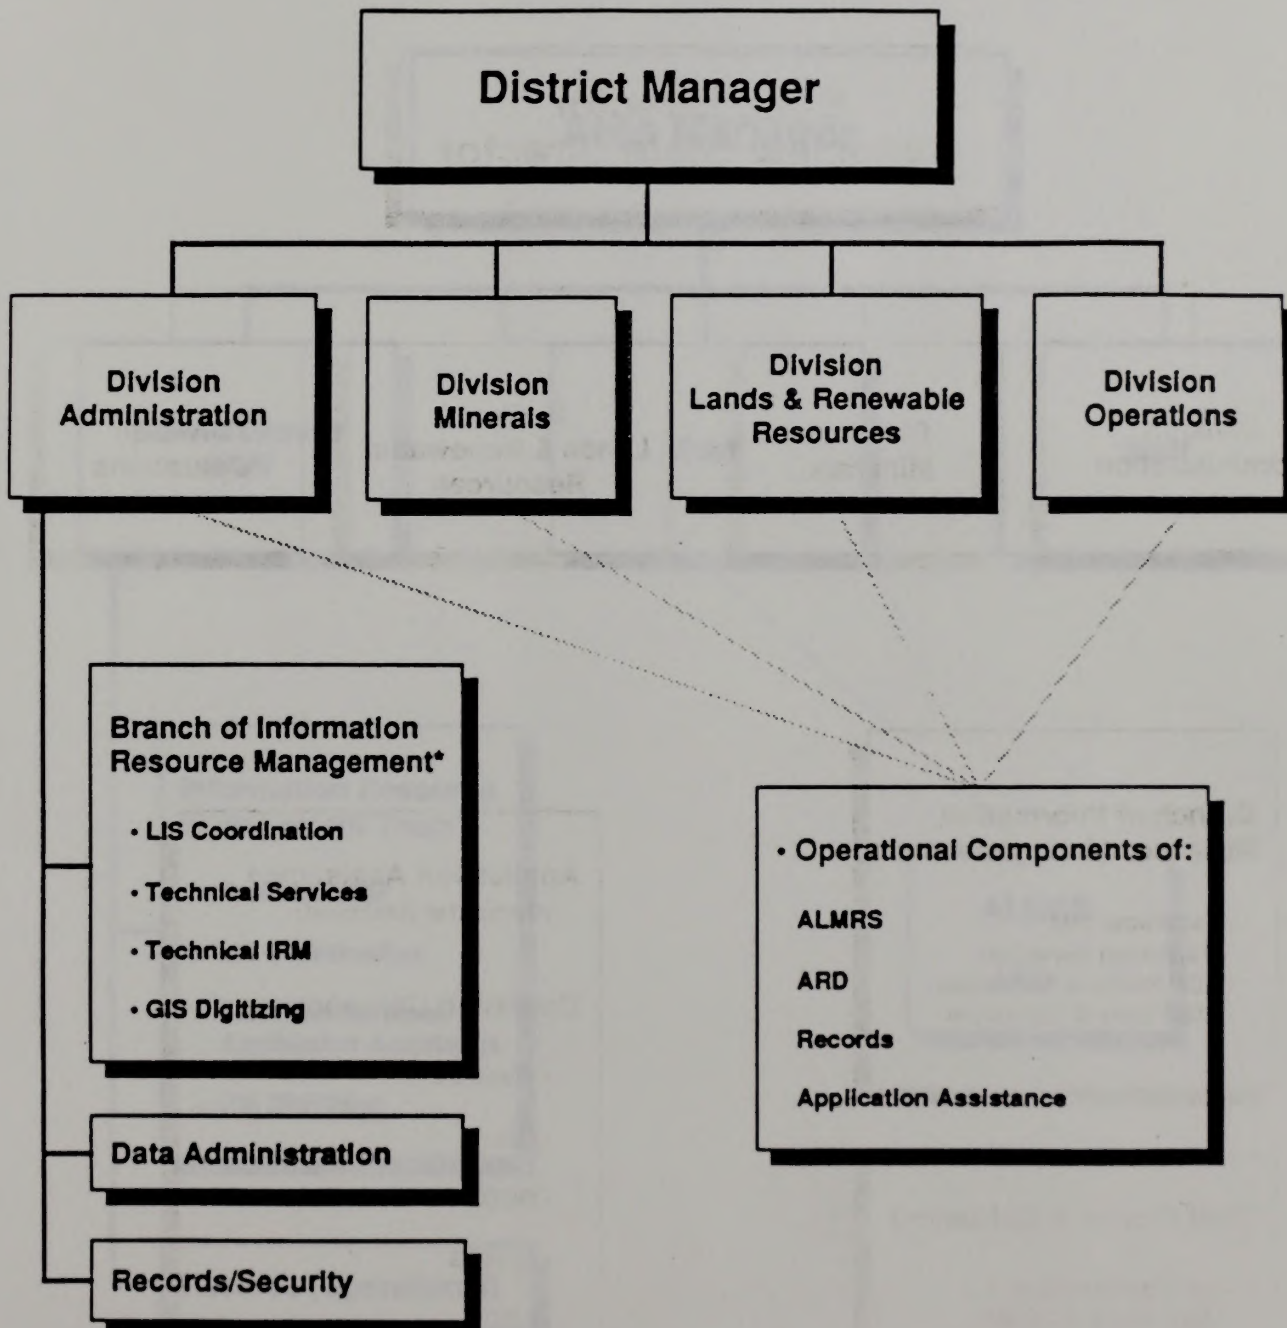 District Manager
Division
Administration
Division
Minerals
Division
Lands & Renewable
Resources
Division
Operations
Branch of Information
Resource Management*
• LIS Coordination
• Technical Services
• Technical IRM
• GIS Digitizing
Data Administration
Records/Security
• Operational Components of:
ALMRS
ARD
Records
Application Assistance